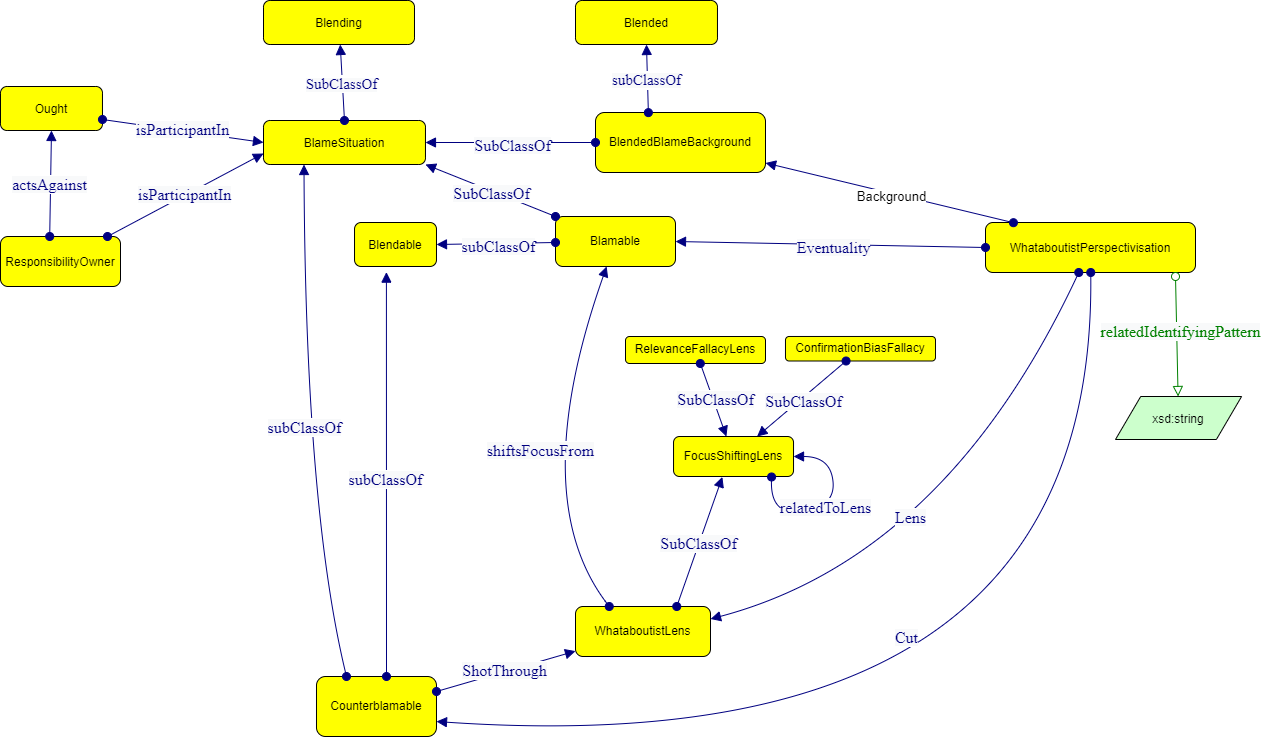 Blending
Blended
SubClassOf
subClassOf
Ought
isParticipantIn
BlameSituation
SubClassOf
BlendedBlameBackground
actsAgainst
isParticipantIn
SubClassOf
Background
ResponsibilityOwner
Blendable
subClassOf
Blamable
Eventuality
WhataboutistPerspectivisation
relatedIdentifyingPattern
RelevanceFallacyLens
ConfirmationBiasFallacy
SubClassOf
SubClassOf
xsd:string
subClassOf
shiftsFocusFrom
FocusShiftingLens
subClassOf
relatedToLens
Lens
SubClassOf
WhataboutistLens
Cut
ShotThrough
Counterblamable